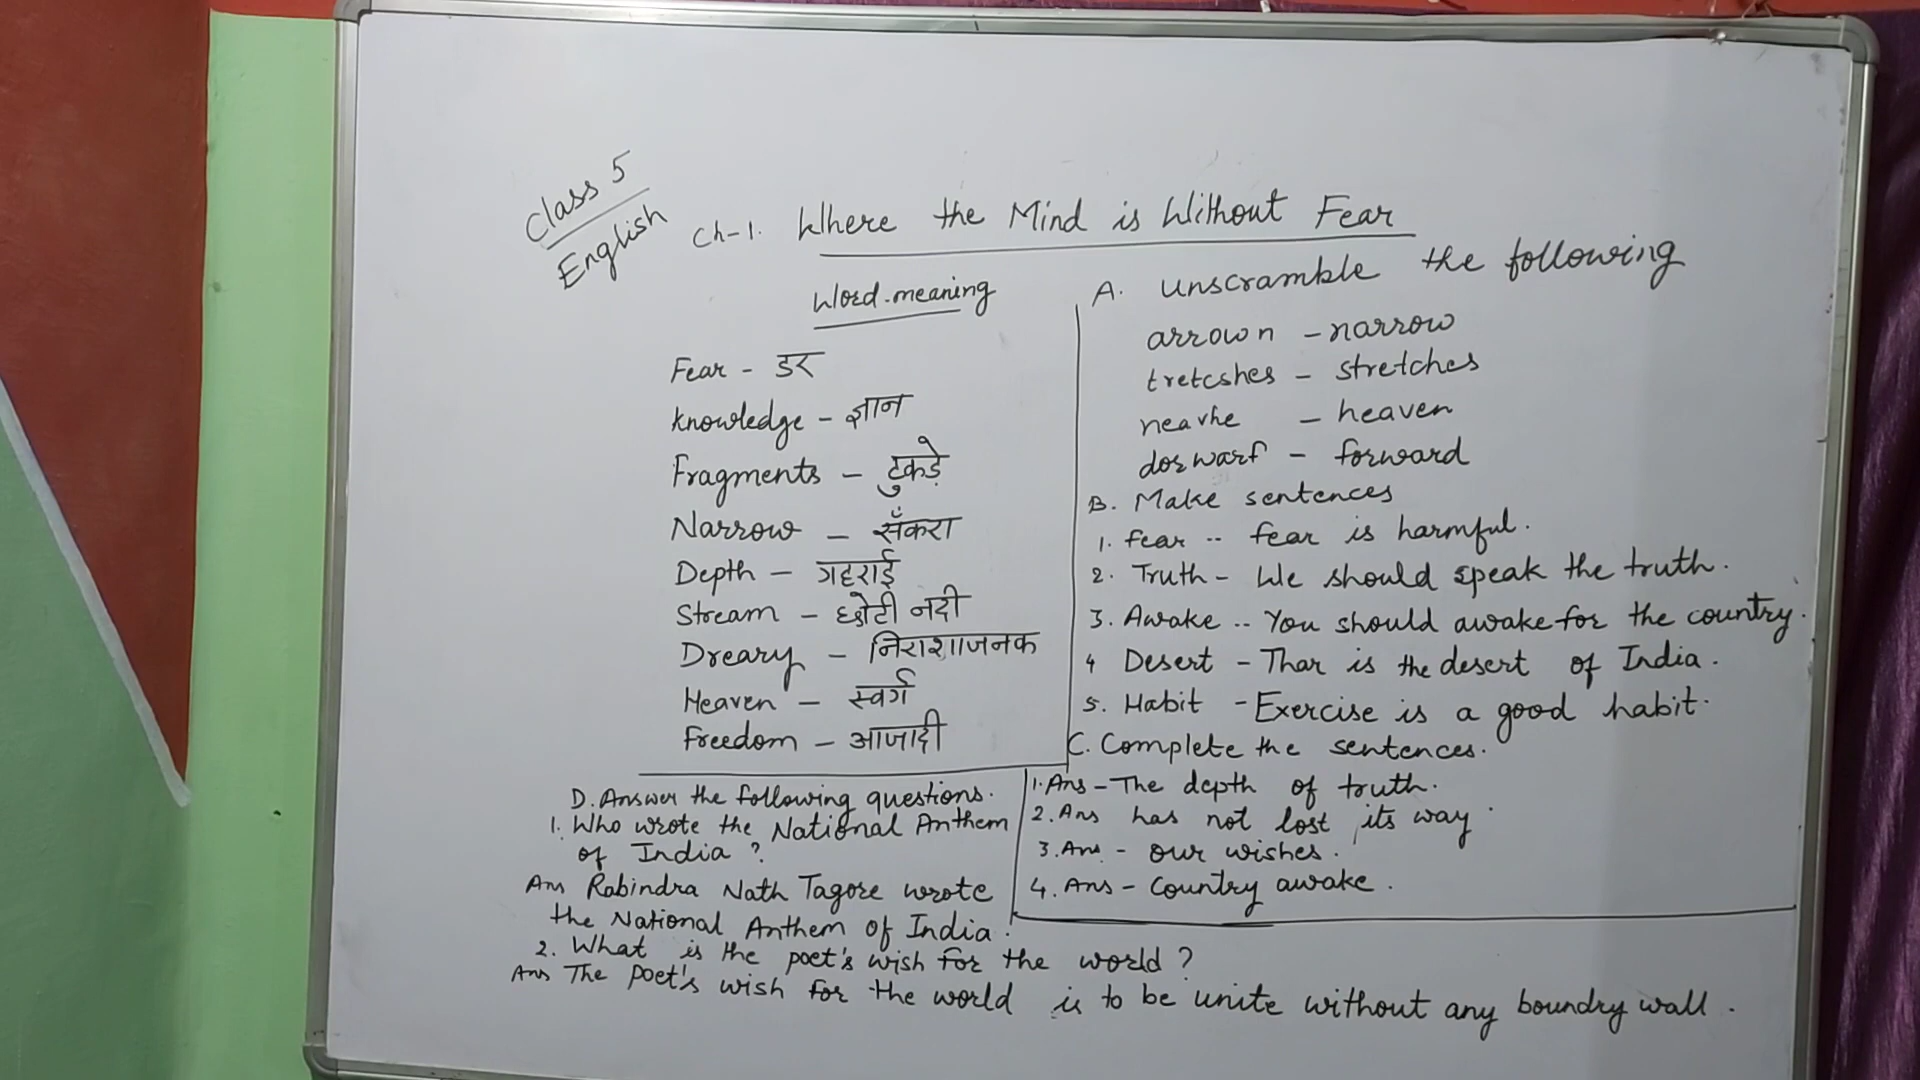 Class 5
English
Ch-1. Where the Mind is Without Fear
Word-meaning
Fear - डर
Knowledge - ज्ञान
Fragments - टुकड़े
Narrow - सँकरा
Depth - गहराई
Stream - छोटी नदी
Dreary - निराशाजनक
Heaven - स्वर्ग
Freedom - आजादी
A. Unscramble the following
arrown - narrow
tretcshes - stretches
neavhe - heaven
dorwarf - forward
B. Make sentences
1. fear -- fear is harmful.
2. Truth - We should speak the truth.
3. Awake -- You should awake for the country.
4 Desert - Thar is the desert of India.
5. Habit - Exercise is a good habit.
C. Complete the sentences.
1. Ans - The depth of truth.
2. Ans has not lost its way.
3. Ans - our wishes.
4. Ans - Country awake.
D. Answer the following questions.
1. Who wrote the National Anthem
of India?
Ans Rabindra Nath Tagore wrote
the National Anthem of India.
2. What is the poet's wish for the world?
Ans The poet's wish for the world is to be unite without any boundry wall.